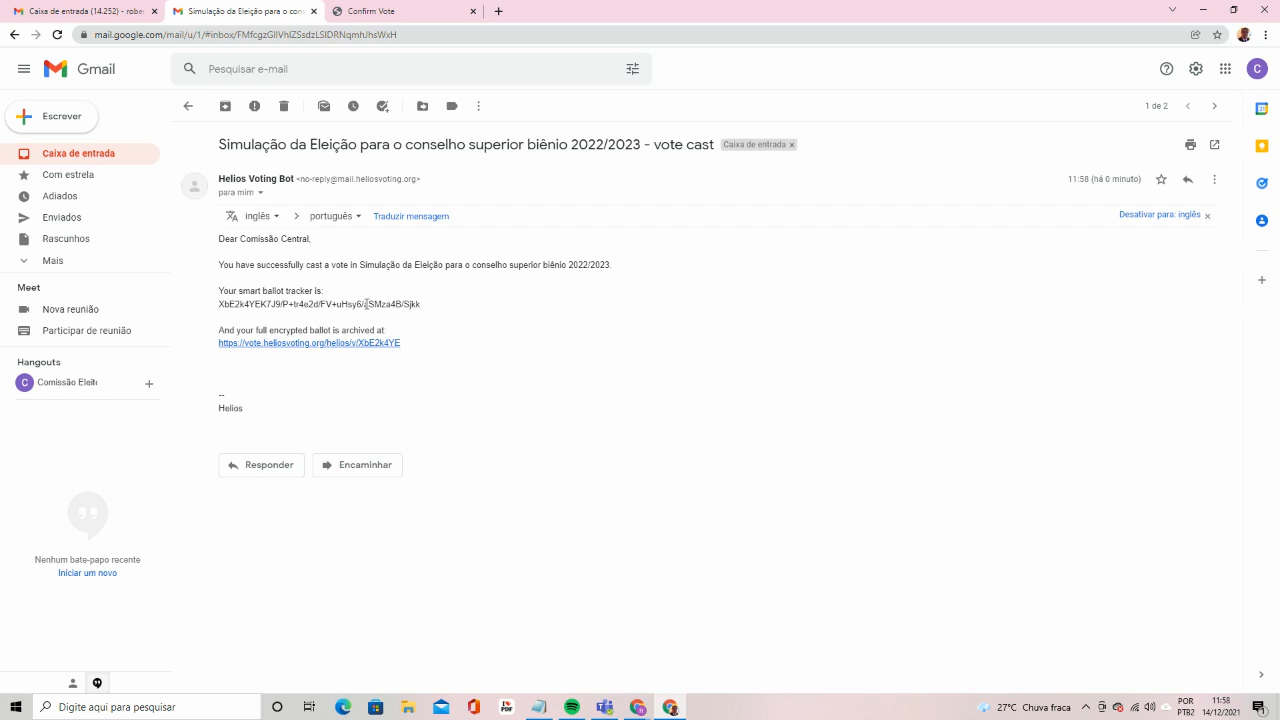 Caixa de entrada (14.252) - rober
Simulação da Eleição para o con
Confirm Vote
mail.google.com/mail/u/1/#inbox/FMfcgzGllVhlZSsdzLSlDRNqmhJhsWxH
Gmail
Pesquisar e-mail
C
Escrever
1 de 2
Caixa de entrada
Simulação da Eleição para o conselho superior biênio 2022/2023 - vote cast
Caixa de entrada x
Com estrela
Helios Voting Bot <no-reply@mail.heliosvoting.org>
11:58 (há 0 minuto)
para mim
Adiados
Enviados
inglês > português
Traduzir mensagem
Desativar para: inglês x
Rascunhos
Dear Comissão Central,
Mais
You have successfully cast a vote in Simulação da Eleição para o conselho superior biênio 2022/2023.
Meet
Your smart ballot tracker is:
Nova reunião
Participar de reunião
And your full encrypted ballot is archived at:
https://vote.heliosvoting.org/helios/v/XbE2k4YE
Hangouts
C Comissão Eleito
--
Helios
Responder
Encaminhar
Nenhum bate-papo recente
Iniciar um novo
Digite aqui para pesquisar
27°C Chuva fraca
POR
PTB2
11:58
14/12/2021